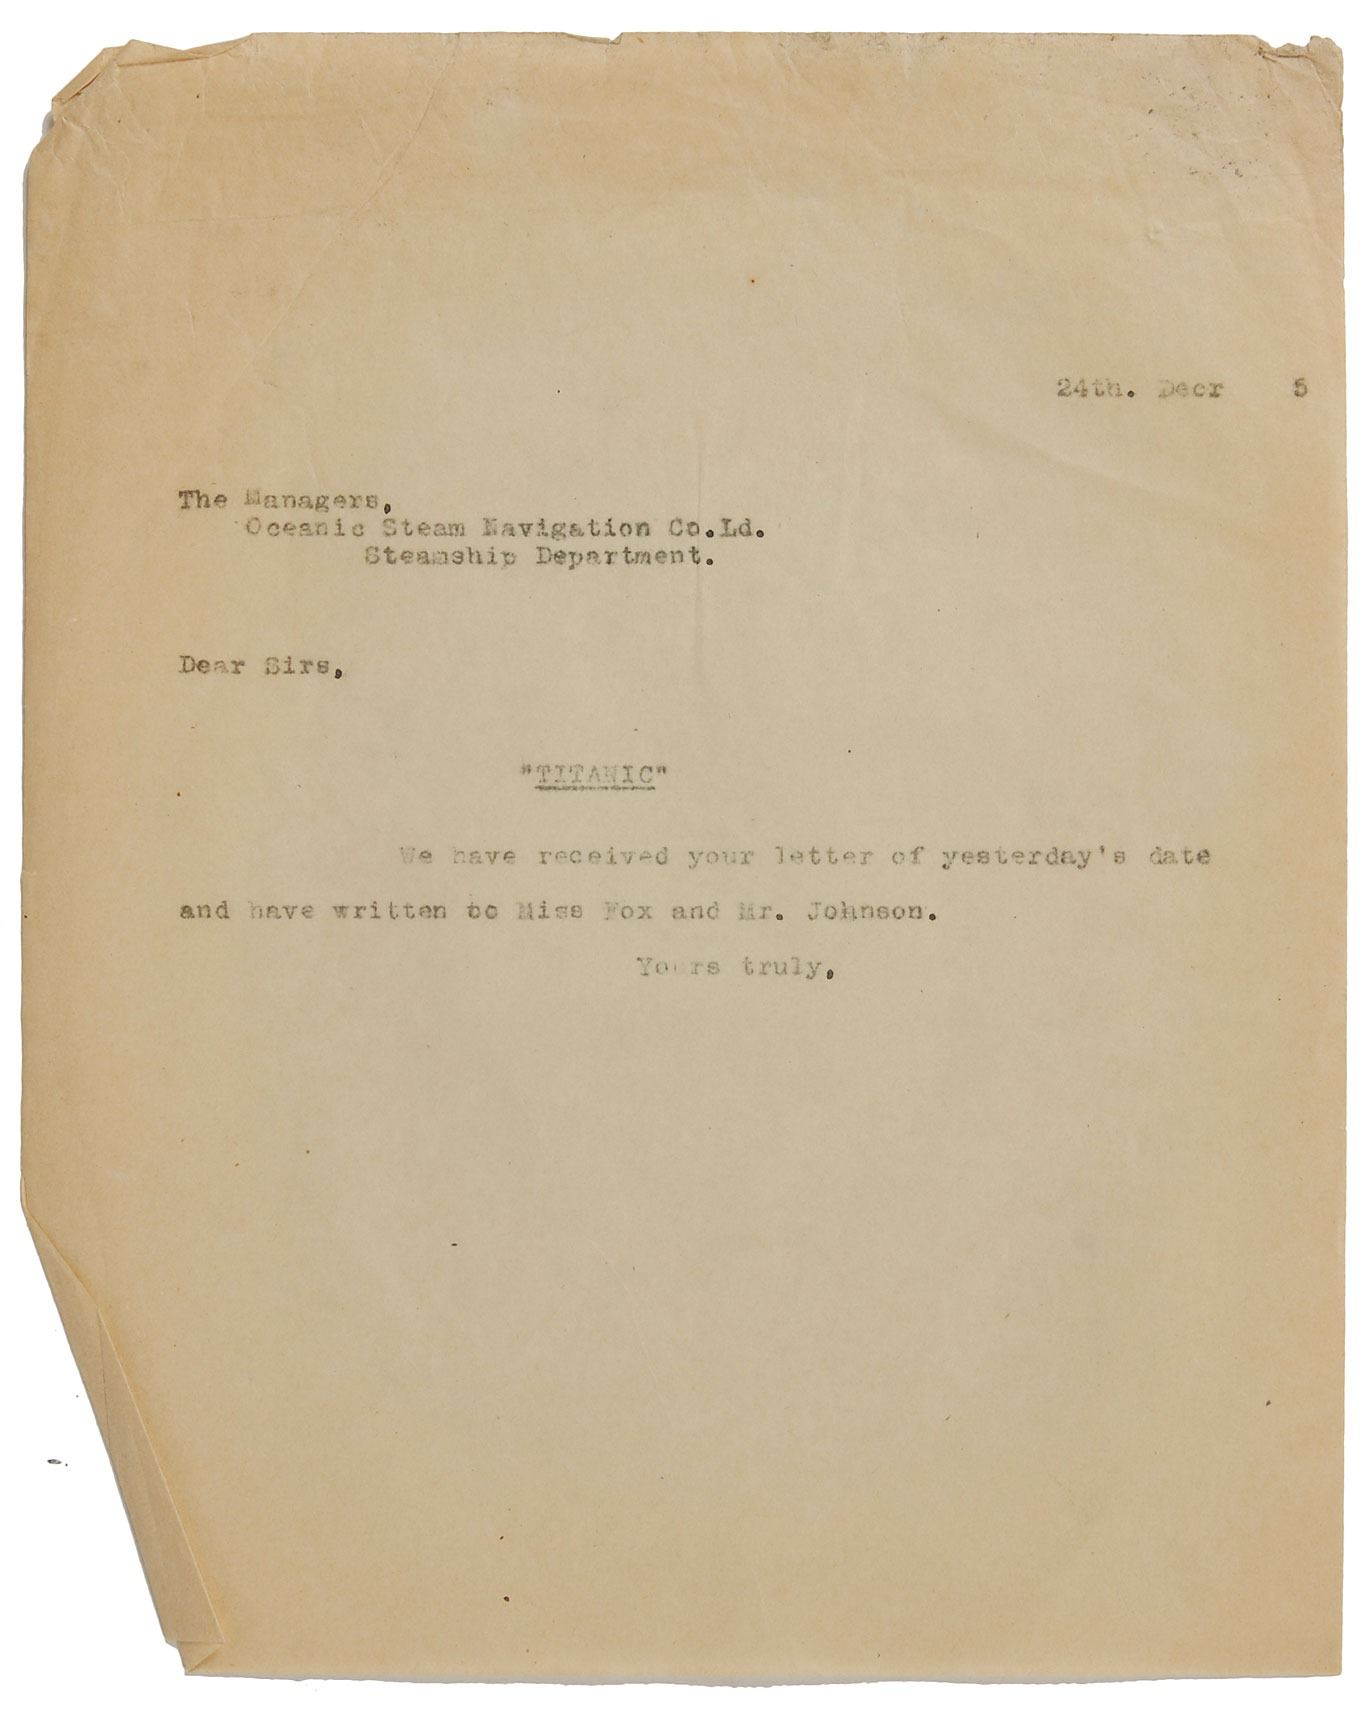 24th. Decr 5
The Managers,
Oceanic Steam Navigation Co.Ld.
Steamship Department.
Dear Sirs,
"TITANIC"
We have received your letter of yesterday's date
and have written to Miss Fox and Mr. Johnson.
Yours truly,